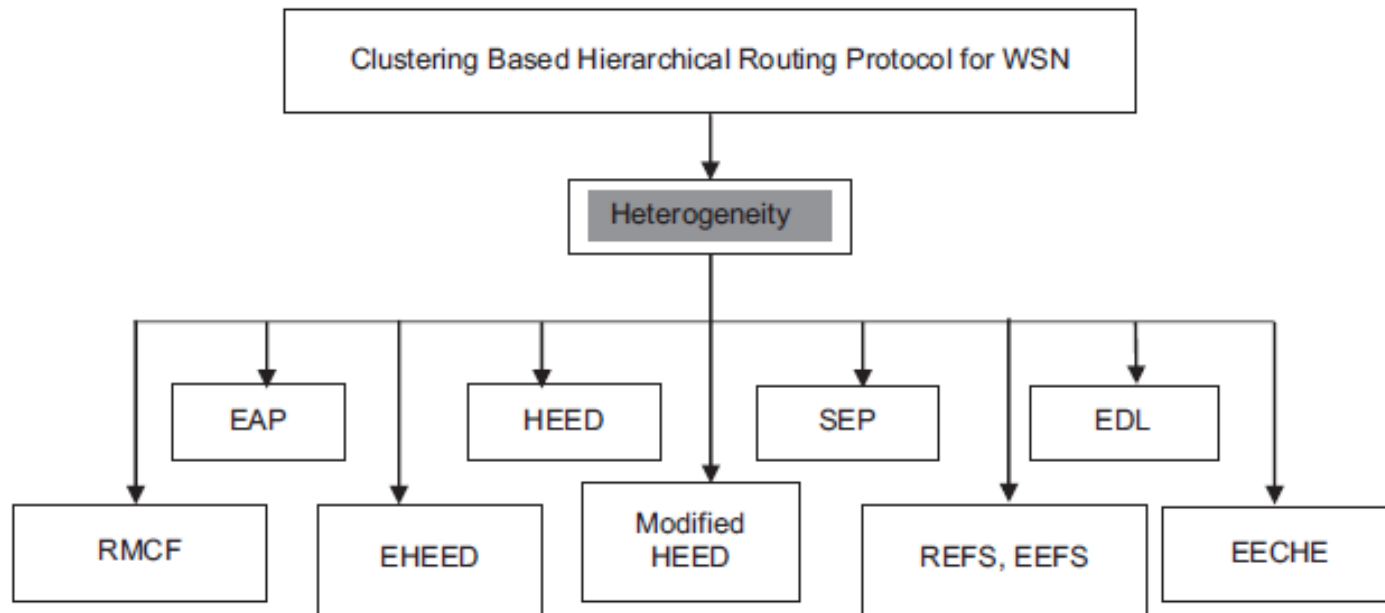 Clustering Based Hierarchical Routing Protocol for WSN
Heterogeneity
EAP
HEED
SEP
EDL
RMCF
EHEED
Modified
HEED
REFS, EEFS
EECHE